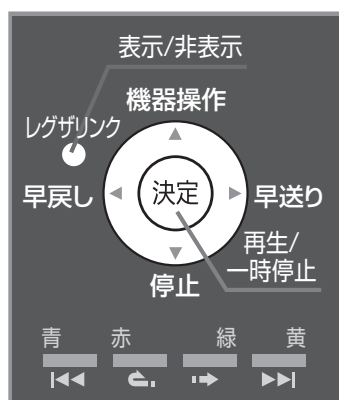 表示/非表示
機器操作
レグザリンク
早戻し
決定
早送り
再生/
一時停止
停止
青 赤 緑 黄